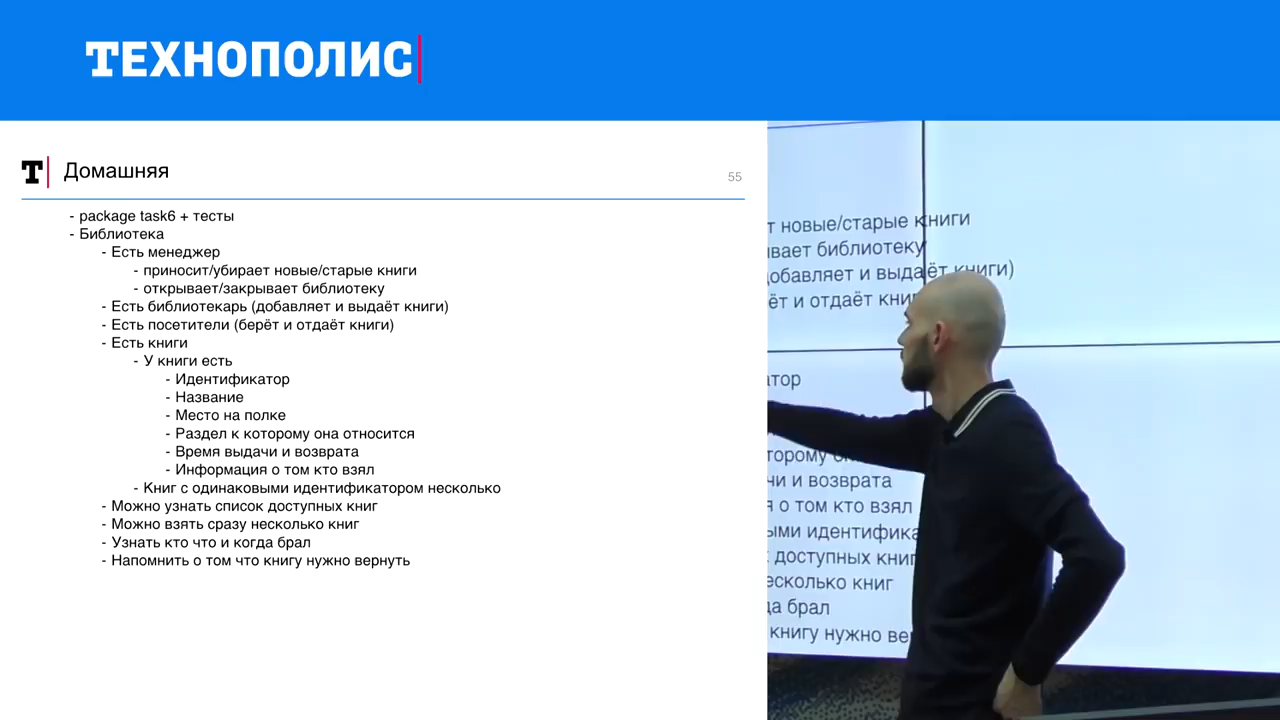 ТЕХНОПОЛИС
Т Домашняя
55
- package task6 + тесты
- Библиотека
- Есть менеджер
- приносит/убирает новые/старые книги
- открывает/закрывает библиотеку
- Есть библиотекарь (добавляет и выдаёт книги)
- Есть посетители (берёт и отдаёт книги)
- Есть книги
- У книги есть
- Идентификатор
- Название
- Место на полке
- Раздел к которому она относится
- Время выдачи и возврата
- Информация о том кто взял
- Книг с одинаковыми идентификатором несколько
- Можно узнать список доступных книг
- Можно взять сразу несколько книг
- Узнать кто что и когда брал
- Напомнить о том что книгу нужно вернуть
т новые/старые книги
ивает библиотеку
добавляет и выдаёт книги)
ёт и отдаёт книг
атор
торому
чи и возврата
я о том кто взял
ыми идентифика
доступных книг
есколько книг
да брал
книгу нужно ве